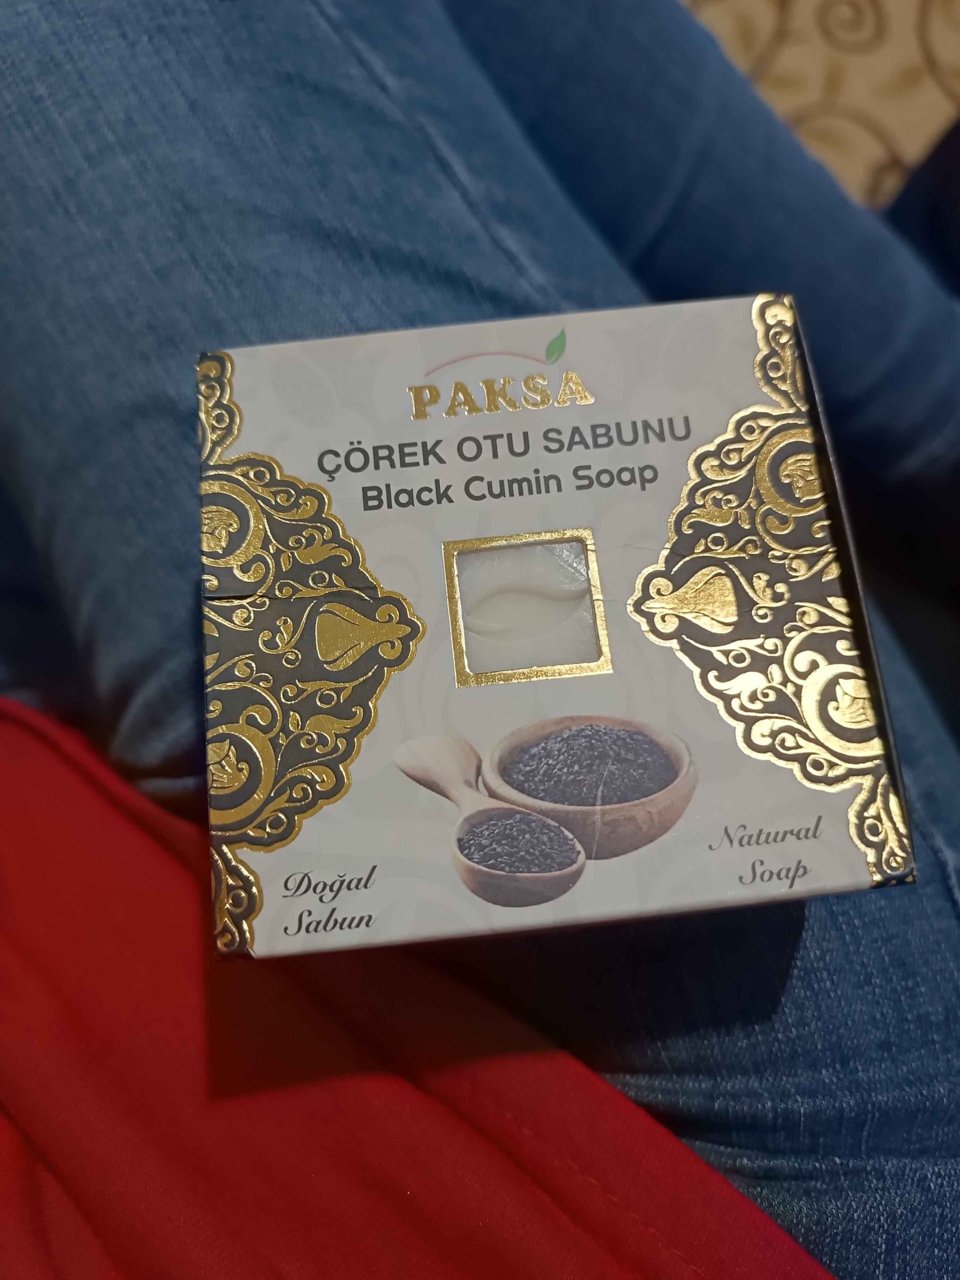 PAKSA
ÇÖREK OTU SABUNU
Black Cumin Soap
Doğal
Sabun
Natural
Soap